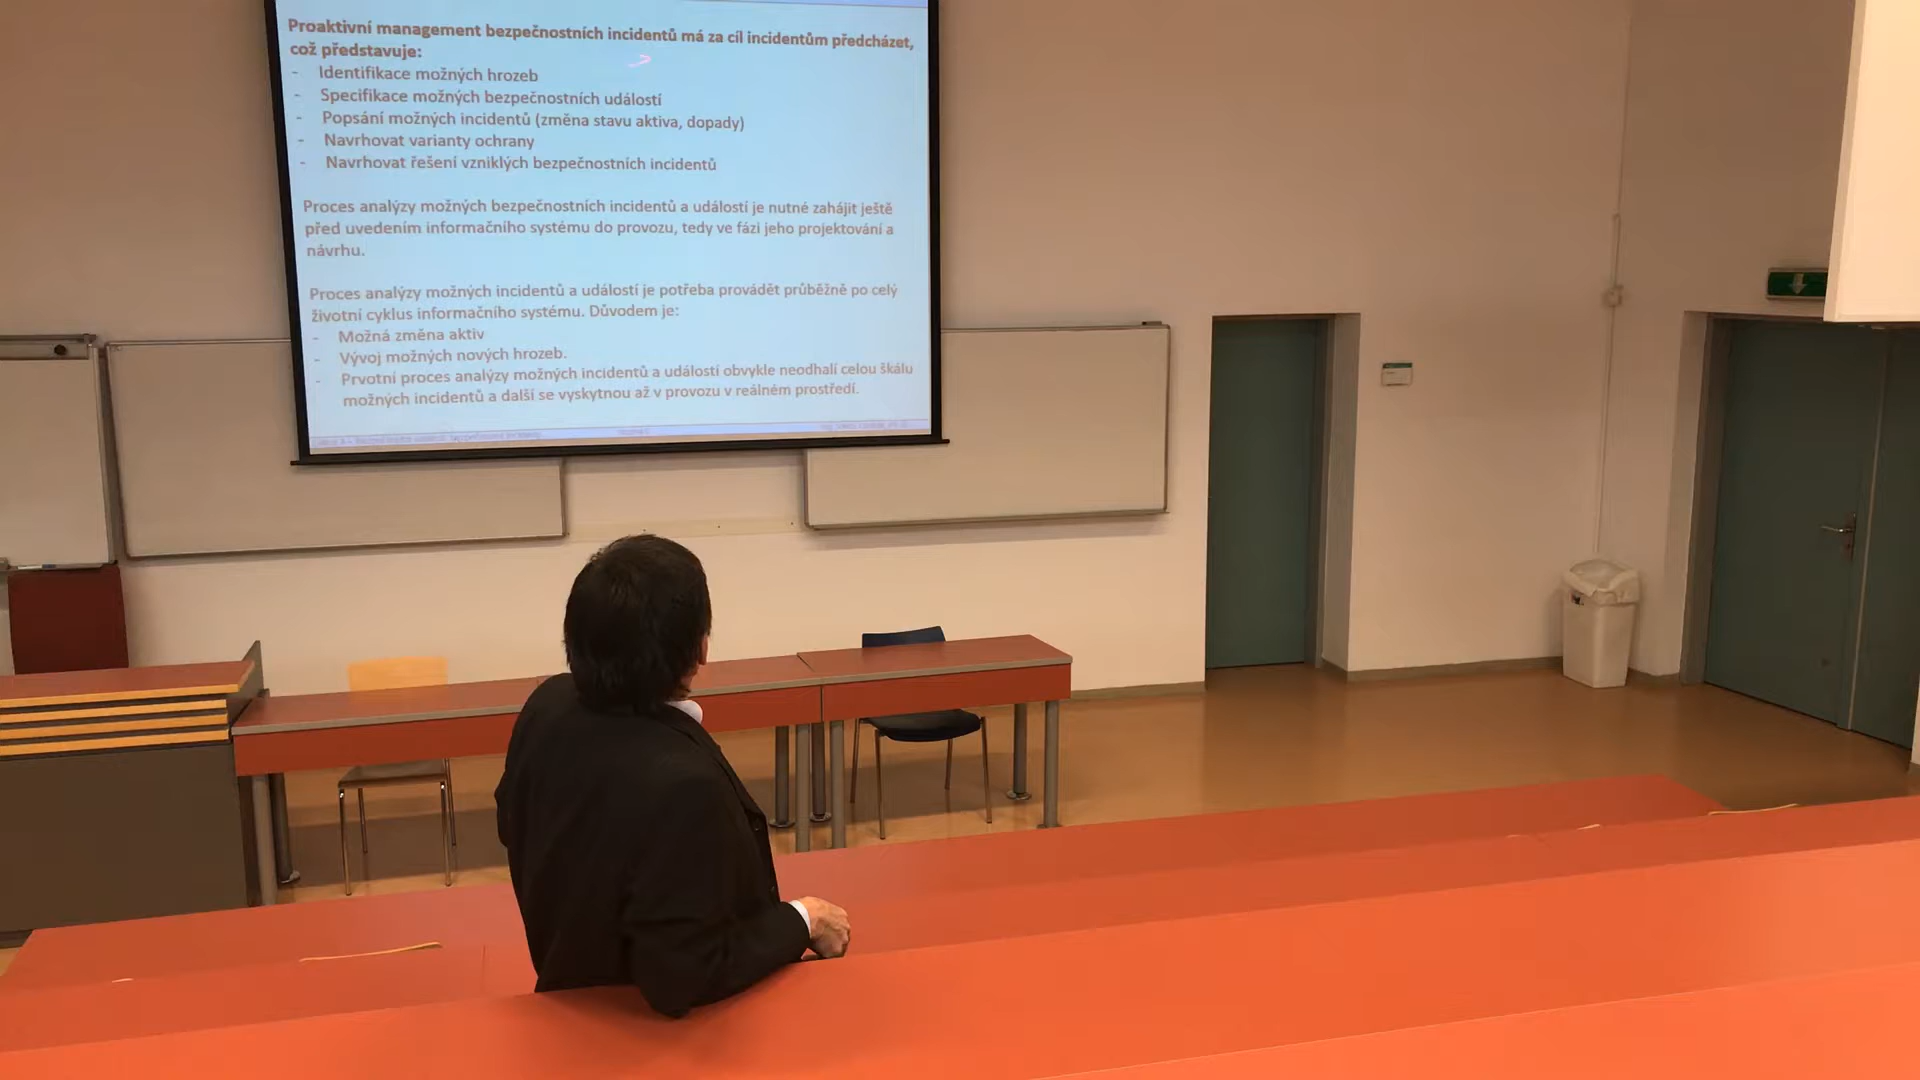 Proaktivní management bezpečnostních incidentů má za cíl incidentům předcházet,
což představuje:
- Identifikace možných hrozeb
- Specifikace možných bezpečnostních událostí
- Popsání možných incidentů (změna stavu aktiva, dopady)
- Navrhovat varianty ochrany
- Navrhovat řešení vzniklých bezpečnostních incidentů
Proces analýzy možných bezpečnostních incidentů a událostí je nutné zahájit ještě
před uvedením informačního systému do provozu, tedy ve fázi jeho projektování a
návrhu.
Proces analýzy možných incidentů a událostí je potřeba provádět průběžně po celý
životní cyklus informačního systému. Důvodem je:
- Možná změna aktiv
- Vývoj možných nových hrozeb.
- Prvotní proces analýzy možných incidentů a událostí obvykle neodhalí celou škálu
možných incidentů a další se vyskytnou až v provozu v reálném prostředí.